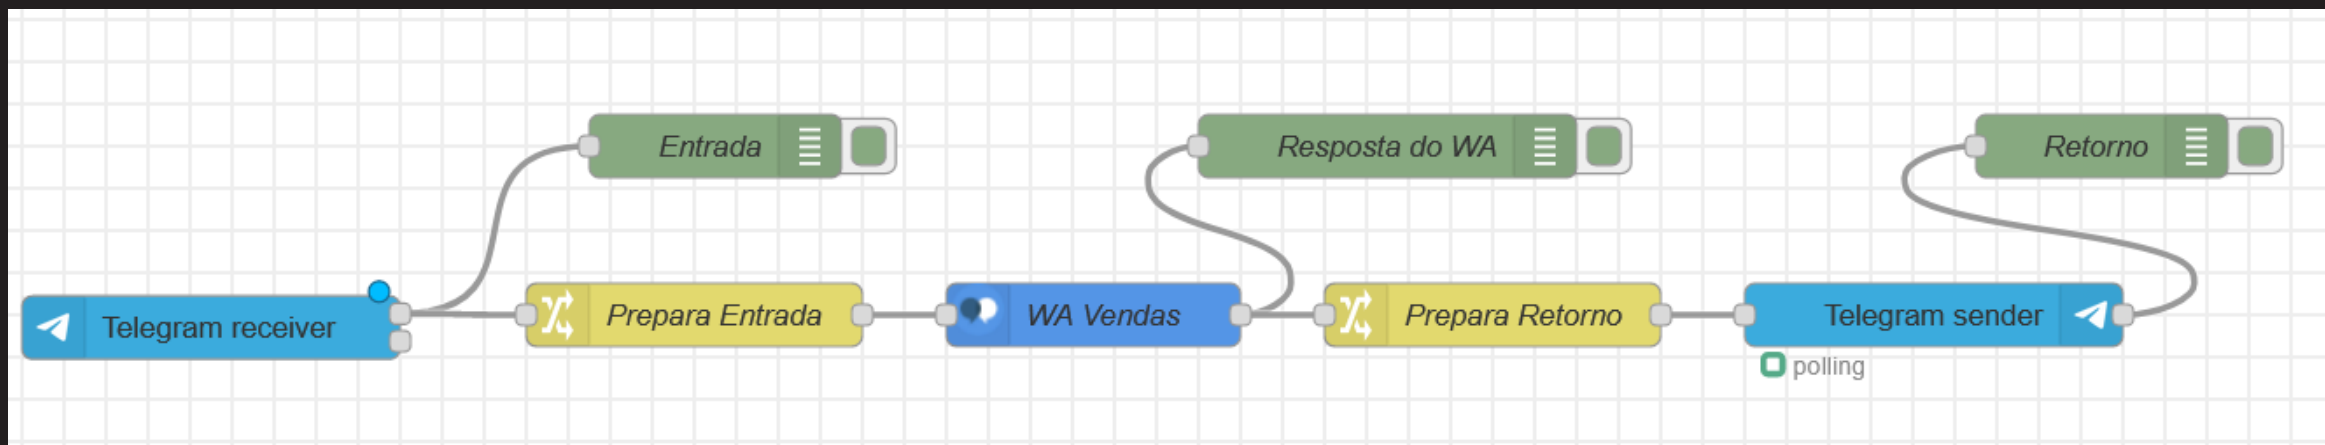 Entrada
Resposta do WA
Retorno
Telegram receiver
Prepara Entrada
WA Vendas
Prepara Retorno
Telegram sender
polling